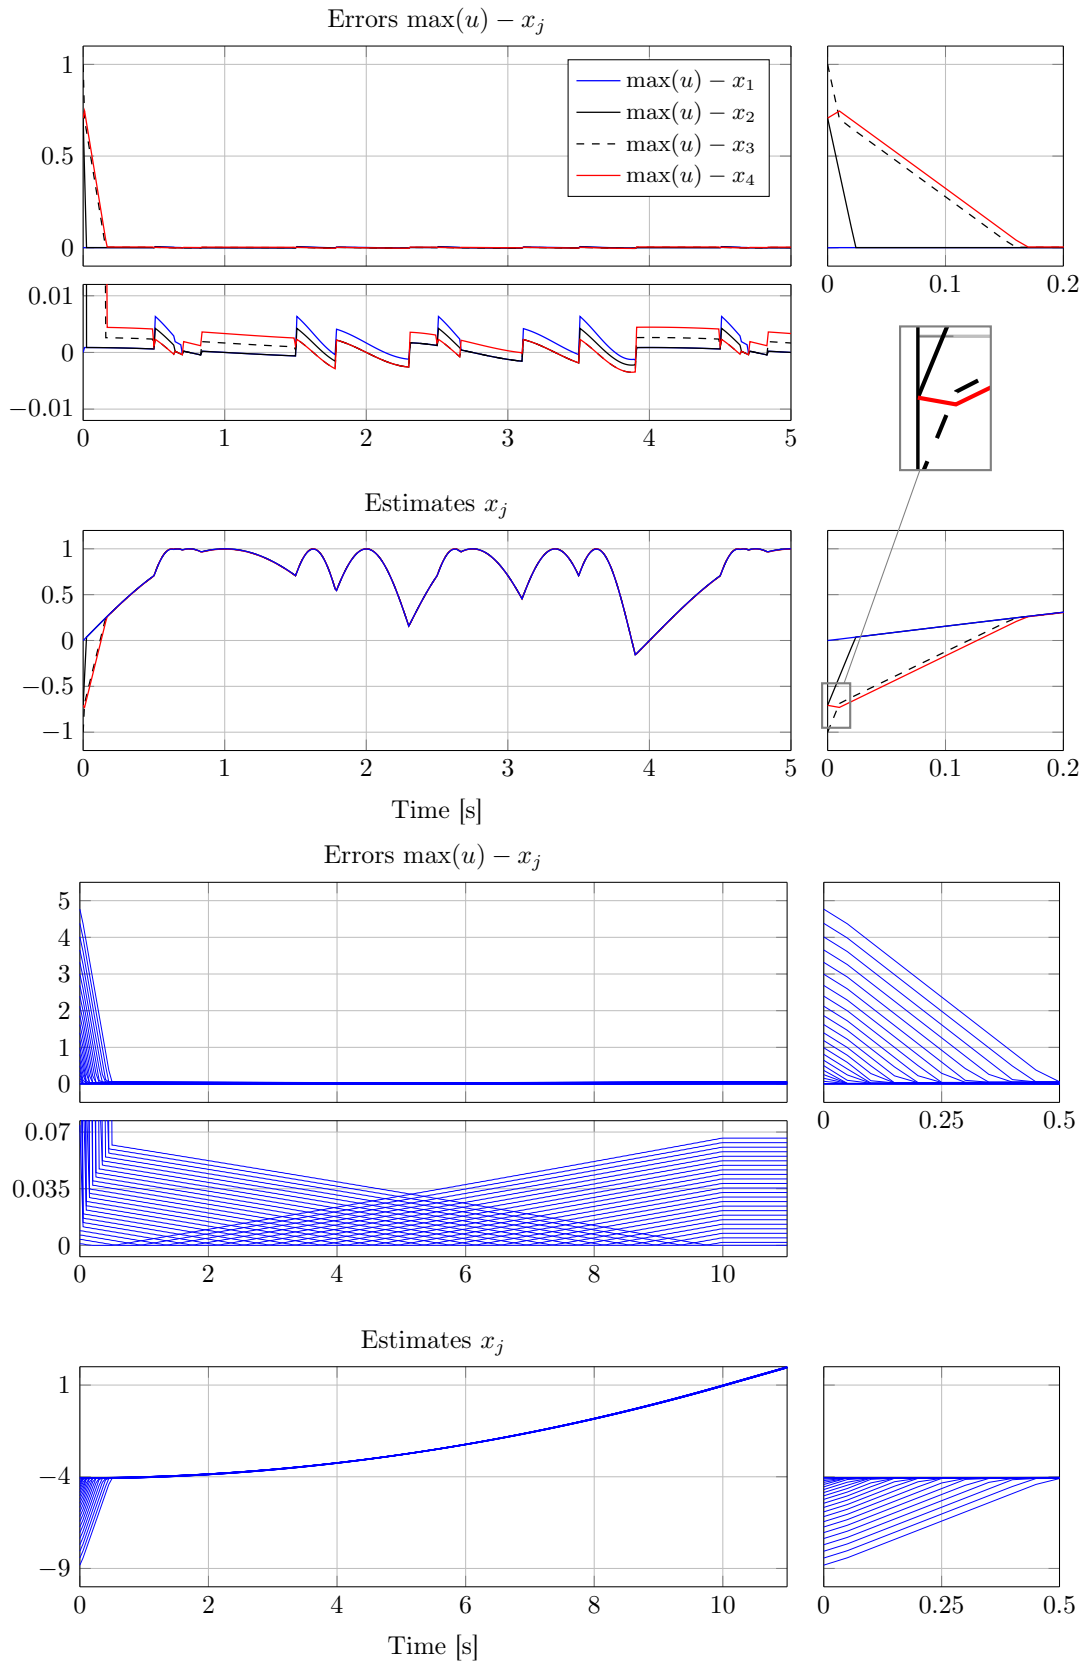 Errors max(u) − x_j
1
0.5
0
max(u) − x_1
max(u) − x_2
max(u) − x_3
max(u) − x_4
0 0.1 0.2
0.01
0
−0.01
0 1 2 3 4 5
Estimates x_j
1
0.5
0
−0.5
−1
0 1 2 3 4 5
0 0.1 0.2
Time [s]
Errors max(u) − x_j
5
4
3
2
1
0
0 0.25 0.5
0.07
0.035
0
0 2 4 6 8 10
Estimates x_j
1
−4
−9
0 2 4 6 8 10
0 0.25 0.5
Time [s]